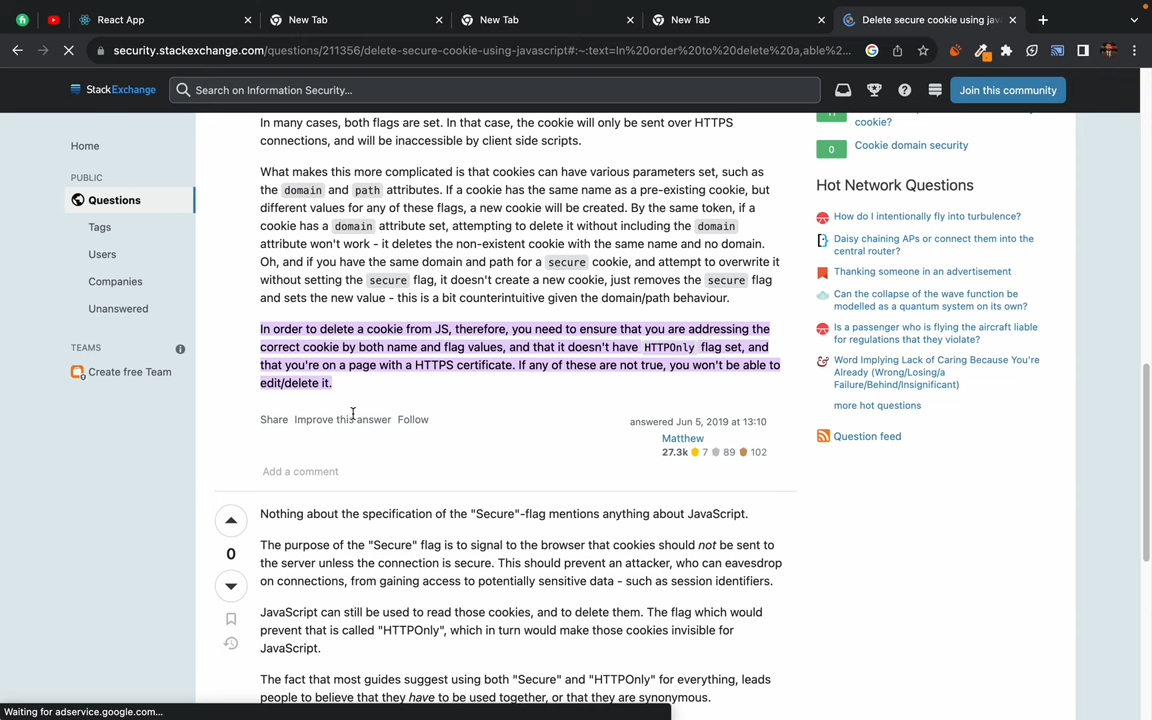 React App
New Tab
New Tab
New Tab
Delete secure cookie using jav
security.stackexchange.com/questions/211356/delete-secure-cookie-using-javascript#:~:text=In%20order%20to%20delete%20a,able%2...
StackExchange
Search on Information Security...
Join this community
Home
PUBLIC
Questions
Tags
Users
Companies
Unanswered
TEAMS
Create free Team
In many cases, both flags are set. In that case, the cookie will only be sent over HTTPS
connections, and will be inaccessible by client side scripts.
What makes this more complicated is that cookies can have various parameters set, such as
the domain and path attributes. If a cookie has the same name as a pre-existing cookie, but
different values for any of these flags, a new cookie will be created. By the same token, if a
cookie has a domain attribute set, attempting to delete it without including the domain
attribute won't work - it deletes the non-existent cookie with the same name and no domain.
Oh, and if you have the same domain and path for a secure cookie, and attempt to overwrite it
without setting the secure flag, it doesn't create a new cookie, just removes the secure flag
and sets the new value - this is a bit counterintuitive given the domain/path behaviour.
In order to delete a cookie from JS, therefore, you need to ensure that you are addressing the
correct cookie by both name and flag values, and that it doesn't have HTTPOnly flag set, and
that you're on a page with a HTTPS certificate. If any of these are not true, you won't be able to
edit/delete it.
Share Improve this answer Follow
answered Jun 5, 2019 at 13:10
Matthew
27.3k 7 89 102
Add a comment
0
Nothing about the specification of the "Secure"-flag mentions anything about JavaScript.
The purpose of the "Secure" flag is to signal to the browser that cookies should not be sent to
the server unless the connection is secure. This should prevent an attacker, who can eavesdrop
on connections, from gaining access to potentially sensitive data - such as session identifiers.
JavaScript can still be used to read those cookies, and to delete them. The flag which would
prevent that is called "HTTPOnly", which in turn would make those cookies invisible for
JavaScript.
The fact that most guides suggest using both "Secure" and "HTTPOnly" for everything, leads
people to believe that they have to be used together, or that they are synonymous.
cookie?
0 Cookie domain security
Hot Network Questions
How do I intentionally fly into turbulence?
Daisy chaining APIs or connect them into the
central router?
Thanking someone in an advertisement
Can the collapse of the wave function be
modelled as a quantum system on its own?
Is a passenger who is flying the aircraft liable
for regulations that they violate?
Word Implying Lack of Caring Because You're
Already (Wrong/Losing/a
Failure/Behind/Insignificant)
more hot questions
Question feed
Waiting for adservice.google.com...